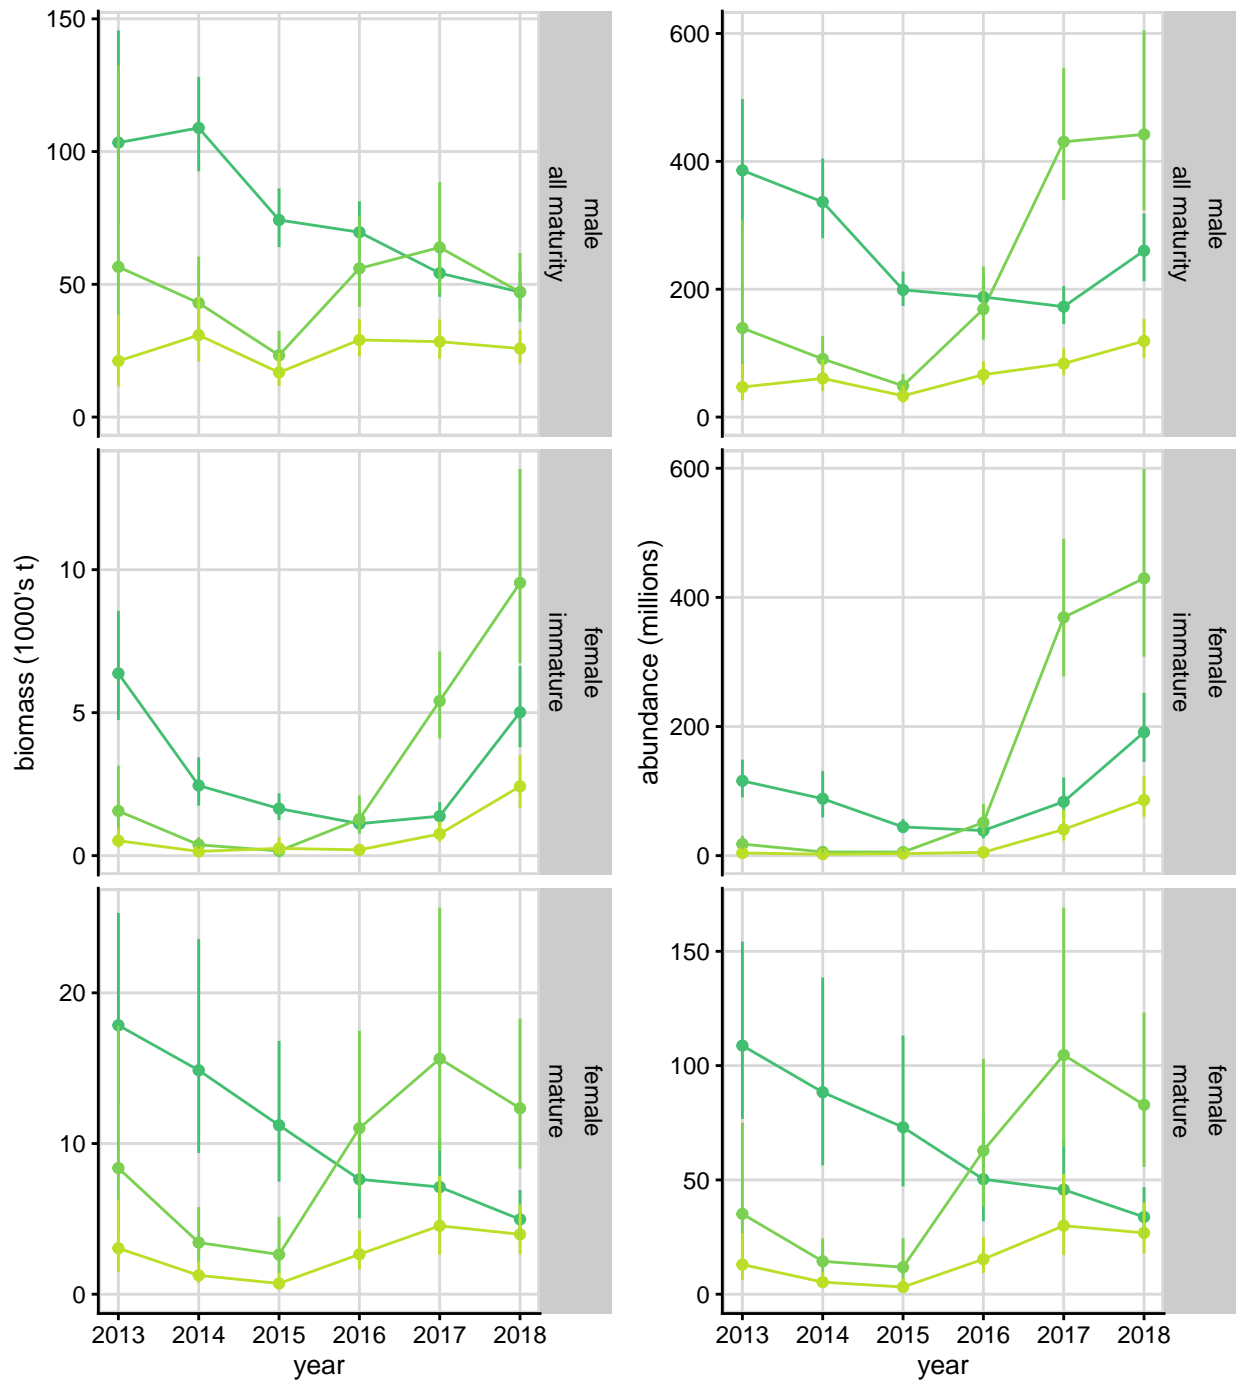 150
100
50
0
male
all maturity
600
400
200
0
male
all maturity
biomass (1000's t)
10
5
0
female
immature
abundance (millions)
600
400
200
0
female
immature
20
10
0
female
mature
150
100
50
0
female
mature
2013 2014 2015 2016 2017 2018
year
2013 2014 2015 2016 2017 2018
year